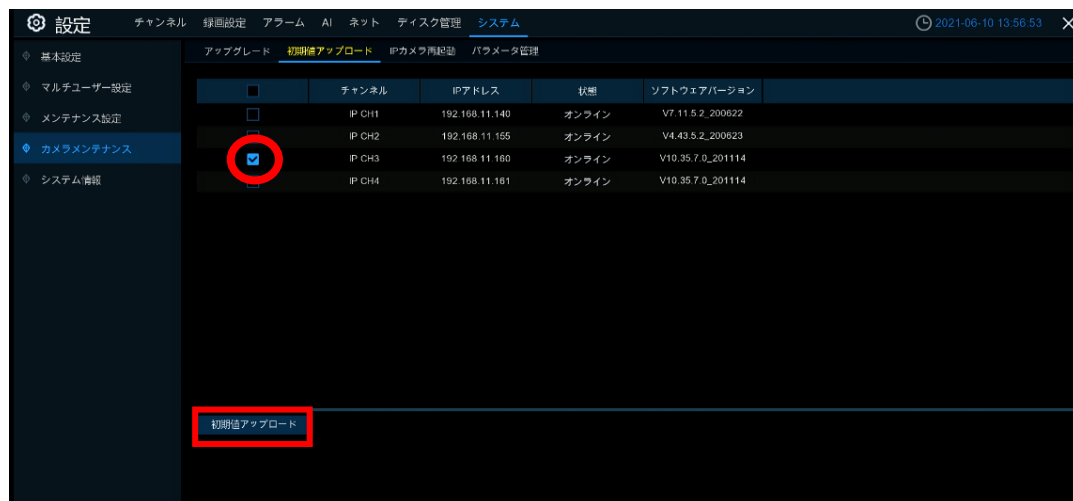 設定 チャンネル 録画設定 アラーム AI ネット ディスク管理 システム 2021-06-10 13:56:53
基本設定
マルチユーザー設定
メンテナンス設定
カメラメンテナンス
システム情報
アップグレード 初期値アップロード IPカメラ再起動 パラメータ管理
チャンネル IPアドレス 状態 ソフトウェアバージョン
IP CH1 192.168.11.140 オンライン V7.11.5.2_200622
IP CH2 192.168.11.155 オンライン V4.43.5.2_200623
IP CH3 192.168.11.160 オンライン V10.35.7.0_201114
IP CH4 192.168.11.161 オンライン V10.35.7.0_201114
初期値アップロード